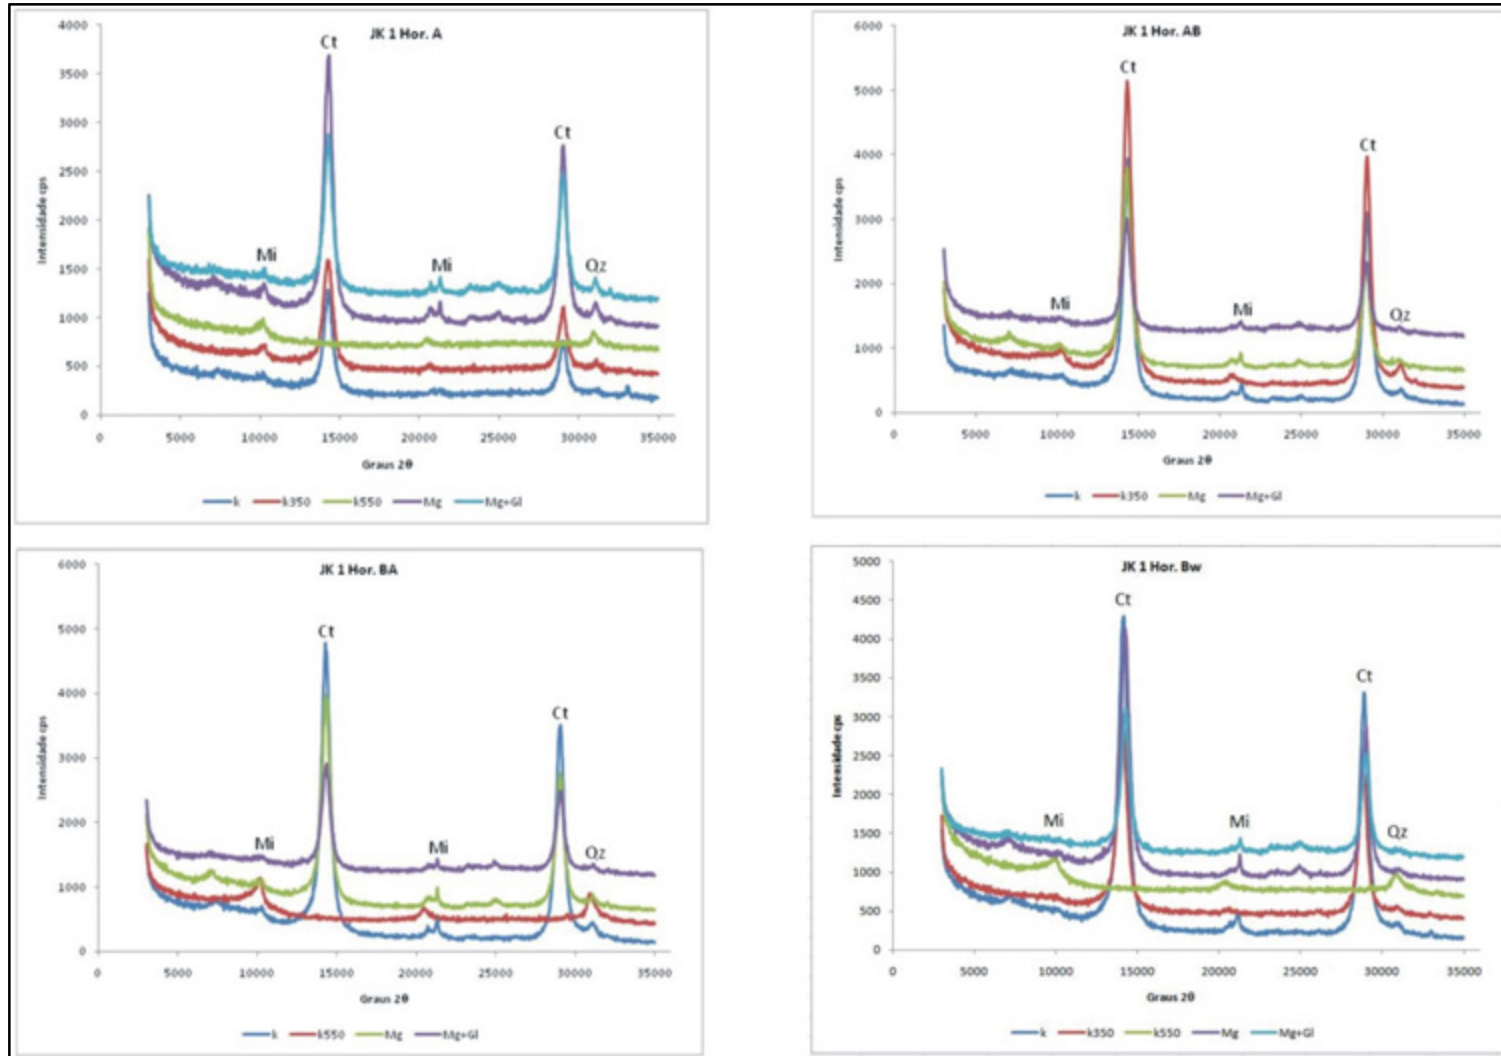 JK 1 Hor. A
4000
3500
3000
2500
2000
1500
1000
500
0
Intensidade cps
Ct
Ct
Mi
Mi
Qz
0 5000 10000 15000 20000 25000 30000 35000
Graus 2θ
k k350 k550 Mg Mg+Gl
JK 1 Hor. AB
6000
5000
4000
3000
2000
1000
0
Intensidade cps
Ct
Ct
Mi
Mi
Qz
0 5000 10000 15000 20000 25000 30000 35000
Graus 2θ
k k350 Mg Mg+Gl
JK 1 Hor. BA
6000
5000
4000
3000
2000
1000
0
Intensidade cps
Ct
Ct
Mi
Mi
Qz
0 5000 10000 15000 20000 25000 30000 35000
Graus 2θ
k k550 Mg Mg+Gl
JK 1 Hor. Bw
5000
4500
4000
3500
3000
2500
2000
1500
1000
500
0
Intensidade cps
Ct
Ct
Mi
Mi
Qz
0 5000 10000 15000 20000 25000 30000 35000
Graus 2θ
k k350 k550 Mg Mg+Gl